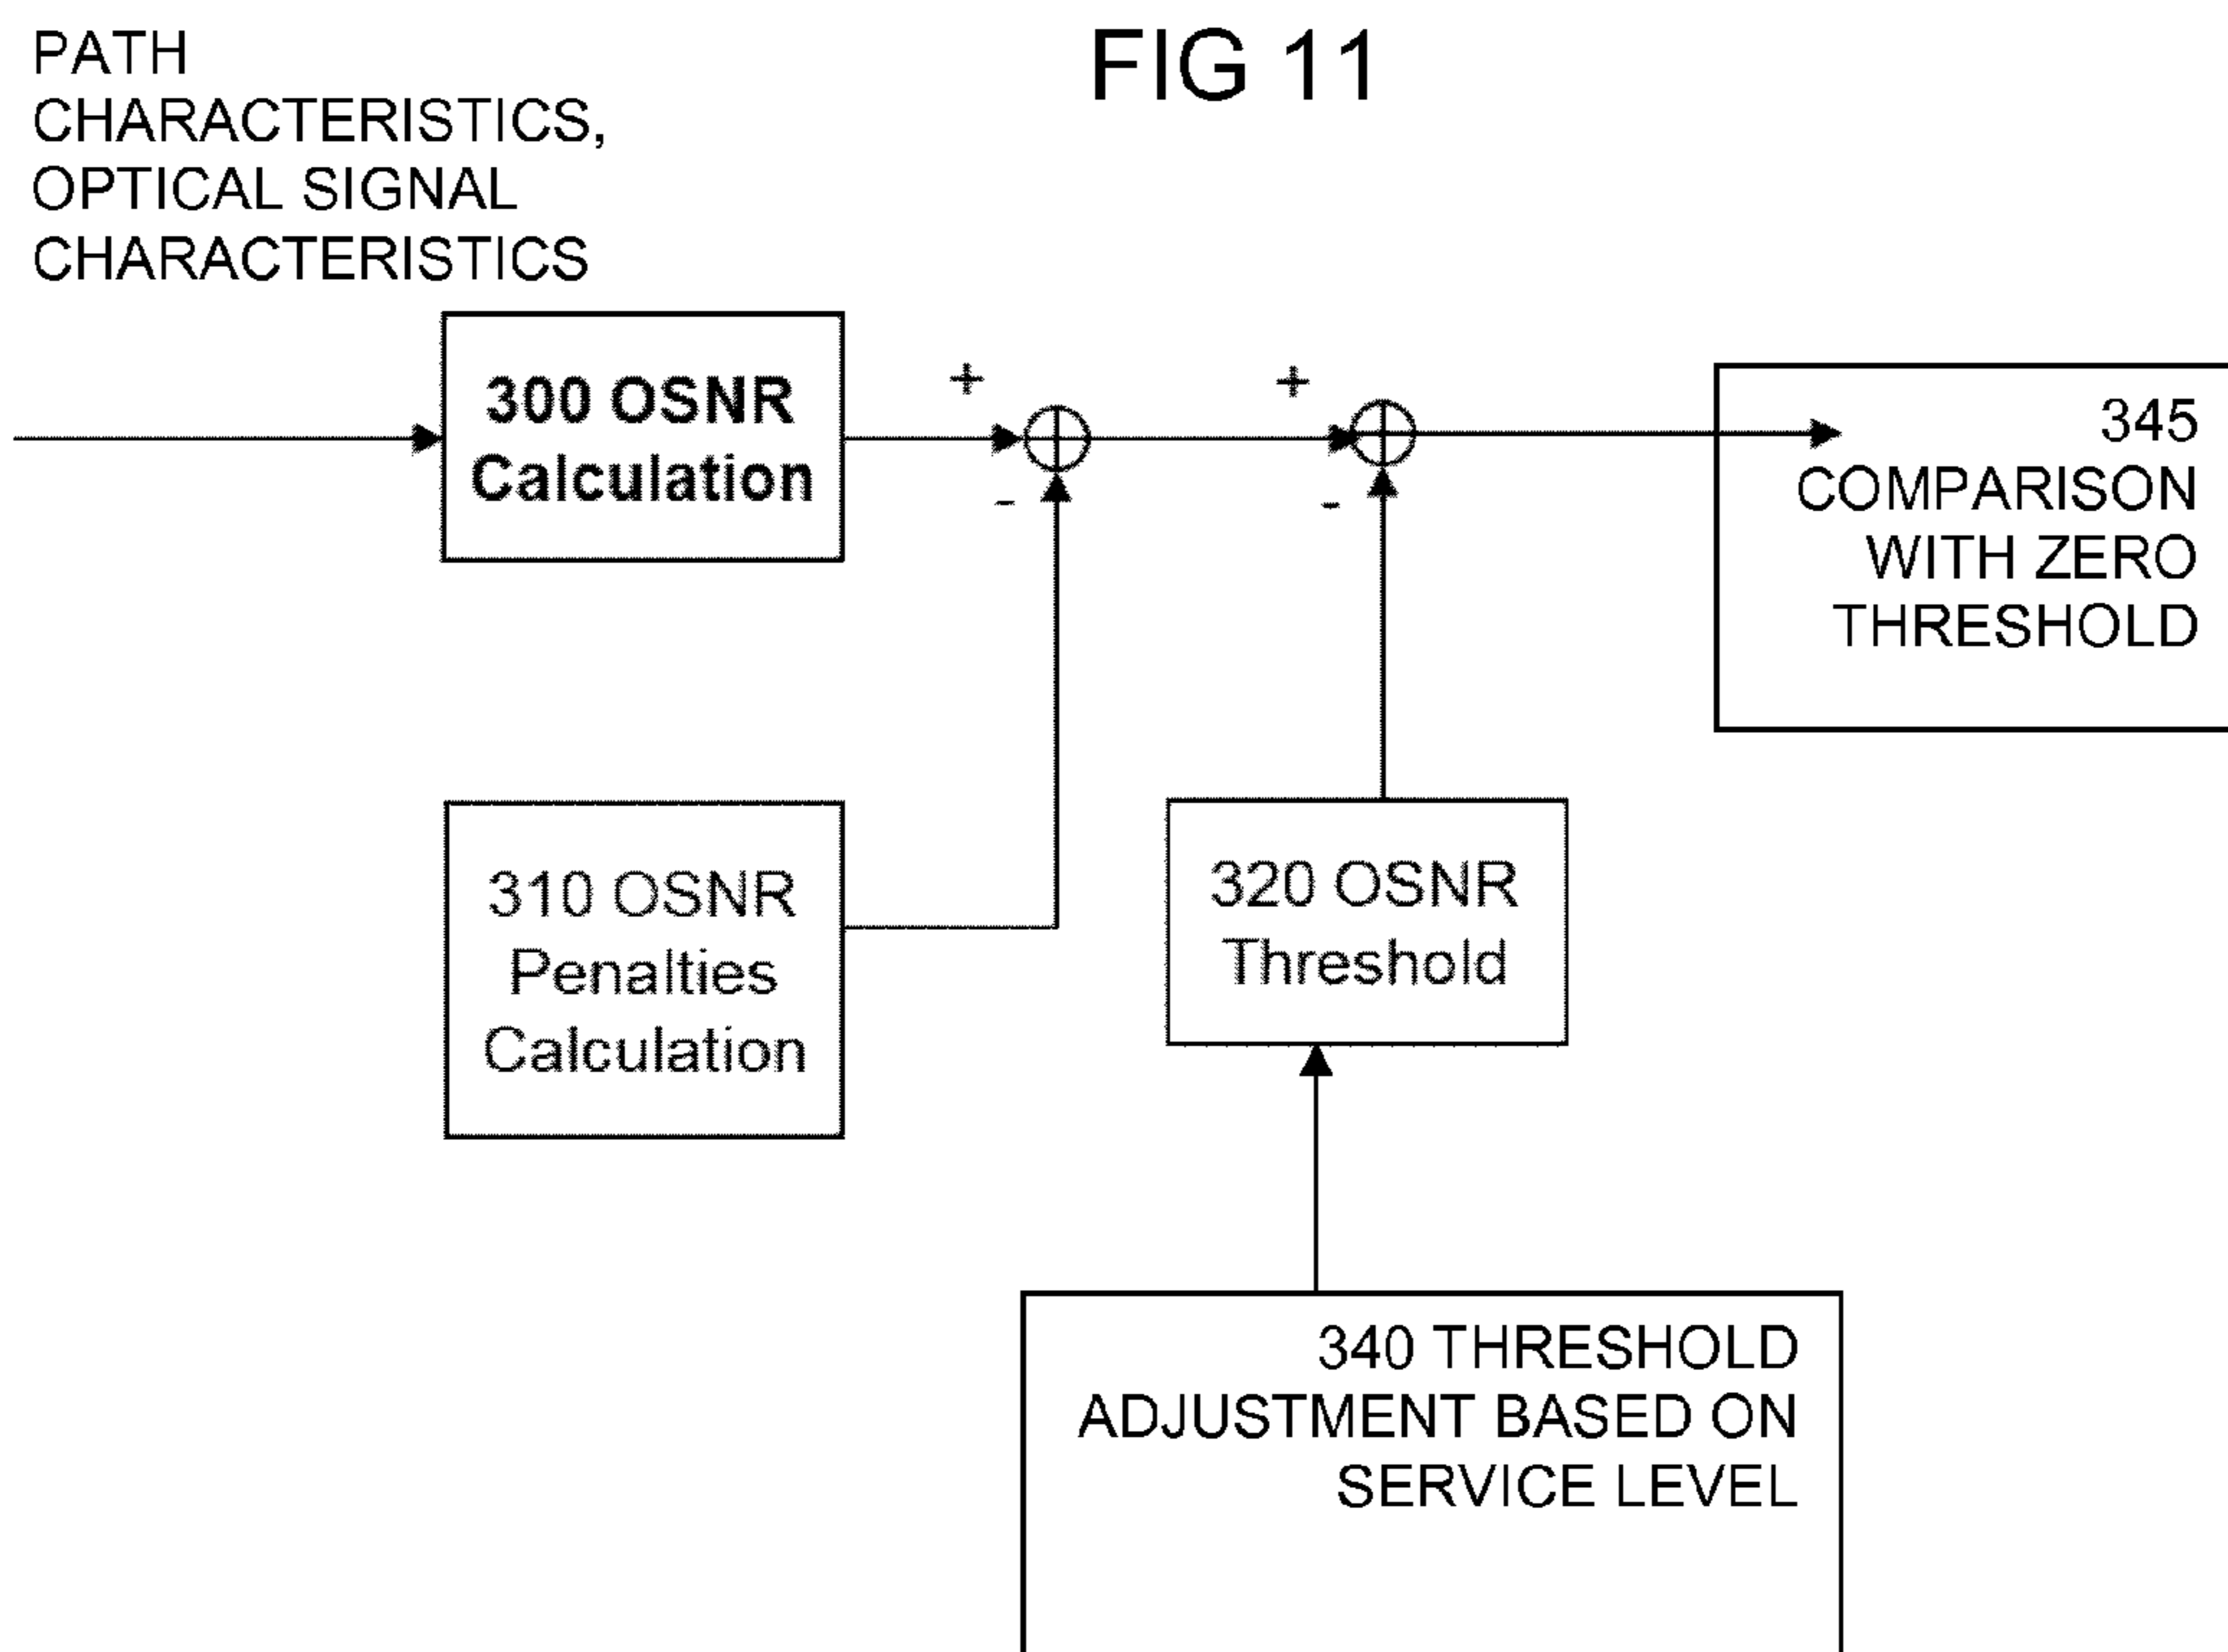 FIG 11
PATH
CHARACTERISTICS,
OPTICAL SIGNAL
CHARACTERISTICS
300 OSNR
Calculation
+
-
+
-
345
COMPARISON
WITH ZERO
THRESHOLD
310 OSNR
Penalties
Calculation
320 OSNR
Threshold
340 THRESHOLD
ADJUSTMENT BASED ON
SERVICE LEVEL